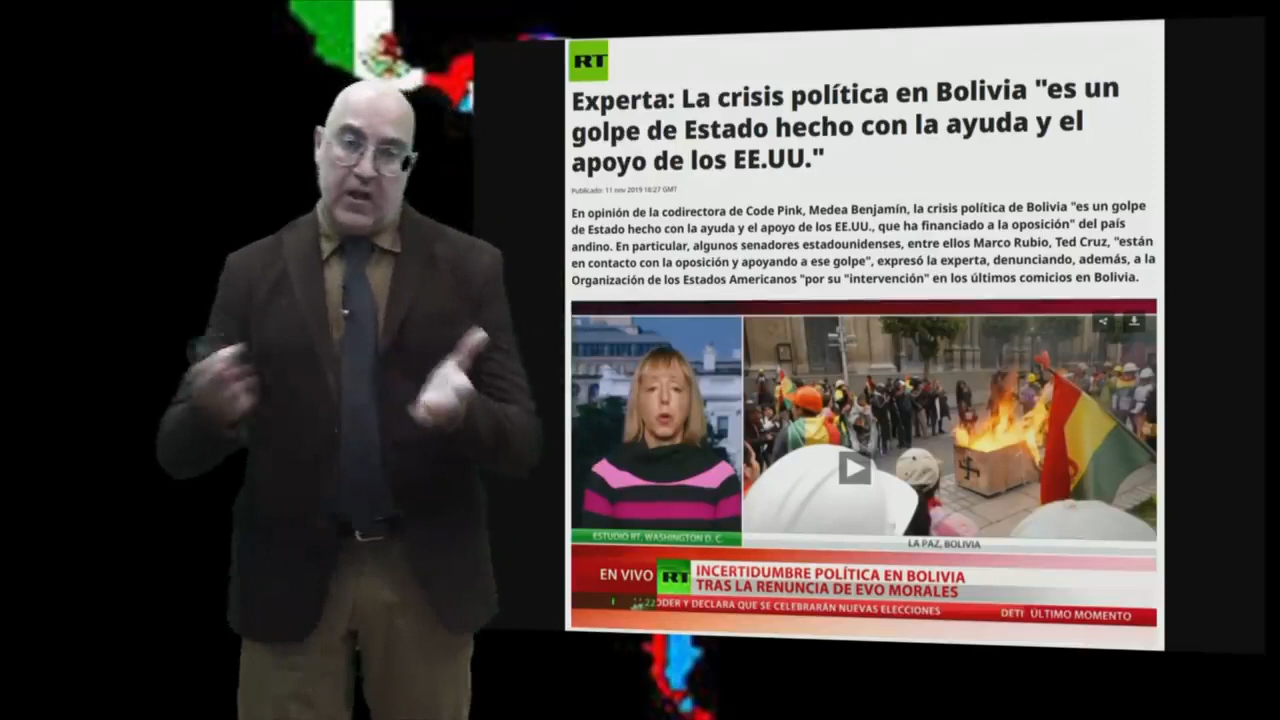 RT
Experta: La crisis política en Bolivia "es un
golpe de Estado hecho con la ayuda y el
apoyo de los EE.UU."
Publicado: 11 nov 2019 18:27 GMT
En opinión de la codirectora de Code Pink, Medea Benjamín, la crisis política de Bolivia "es un golpe
de Estado hecho con la ayuda y el apoyo de los EE.UU., que ha financiado a la oposición" del país
andino. En particular, algunos senadores estadounidenses, entre ellos Marco Rubio, Ted Cruz, "están
en contacto con la oposición y apoyando a ese golpe", expresó la experta, denunciando, además, a la
Organización de los Estados Americanos "por su "intervención" en los últimos comicios en Bolivia.
ESTUDIO RT, WASHINGTON D. C.
LA PAZ, BOLIVIA
EN VIVO RT INCERTIDUMBRE POLÍTICA EN BOLIVIA
TRAS LA RENUNCIA DE EVO MORALES
ODER Y DECLARA QUE SE CELEBRARÁN NUEVAS ELECCIONES
DETI ÚLTIMO MOMENTO